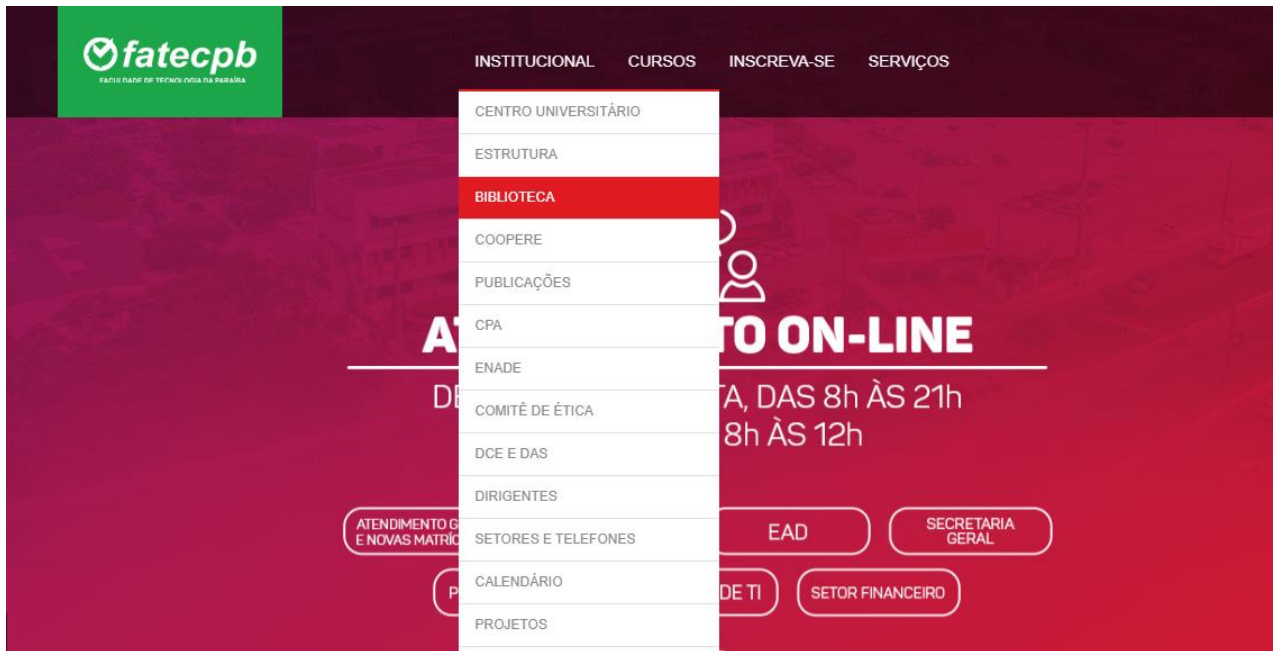 fatecpb
FACULDADE DE TECNOLOGIA DA PARAÍBA
INSTITUCIONAL CURSOS INSCREVA-SE SERVIÇOS
CENTRO UNIVERSITÁRIO
ESTRUTURA
BIBLIOTECA
COOPERE
PUBLICAÇÕES
CPA
ENADE
COMITÊ DE ÉTICA
DCE E DAS
DIRIGENTES
SETORES E TELEFONES
CALENDÁRIO
PROJETOS
ON-LINE
DAS 8h ÀS 21h
8h ÀS 12h
ATENDIMENTO
E NOVAS
EAD
SECRETARIA
GERAL
DE TI
SETOR FINANCEIRO